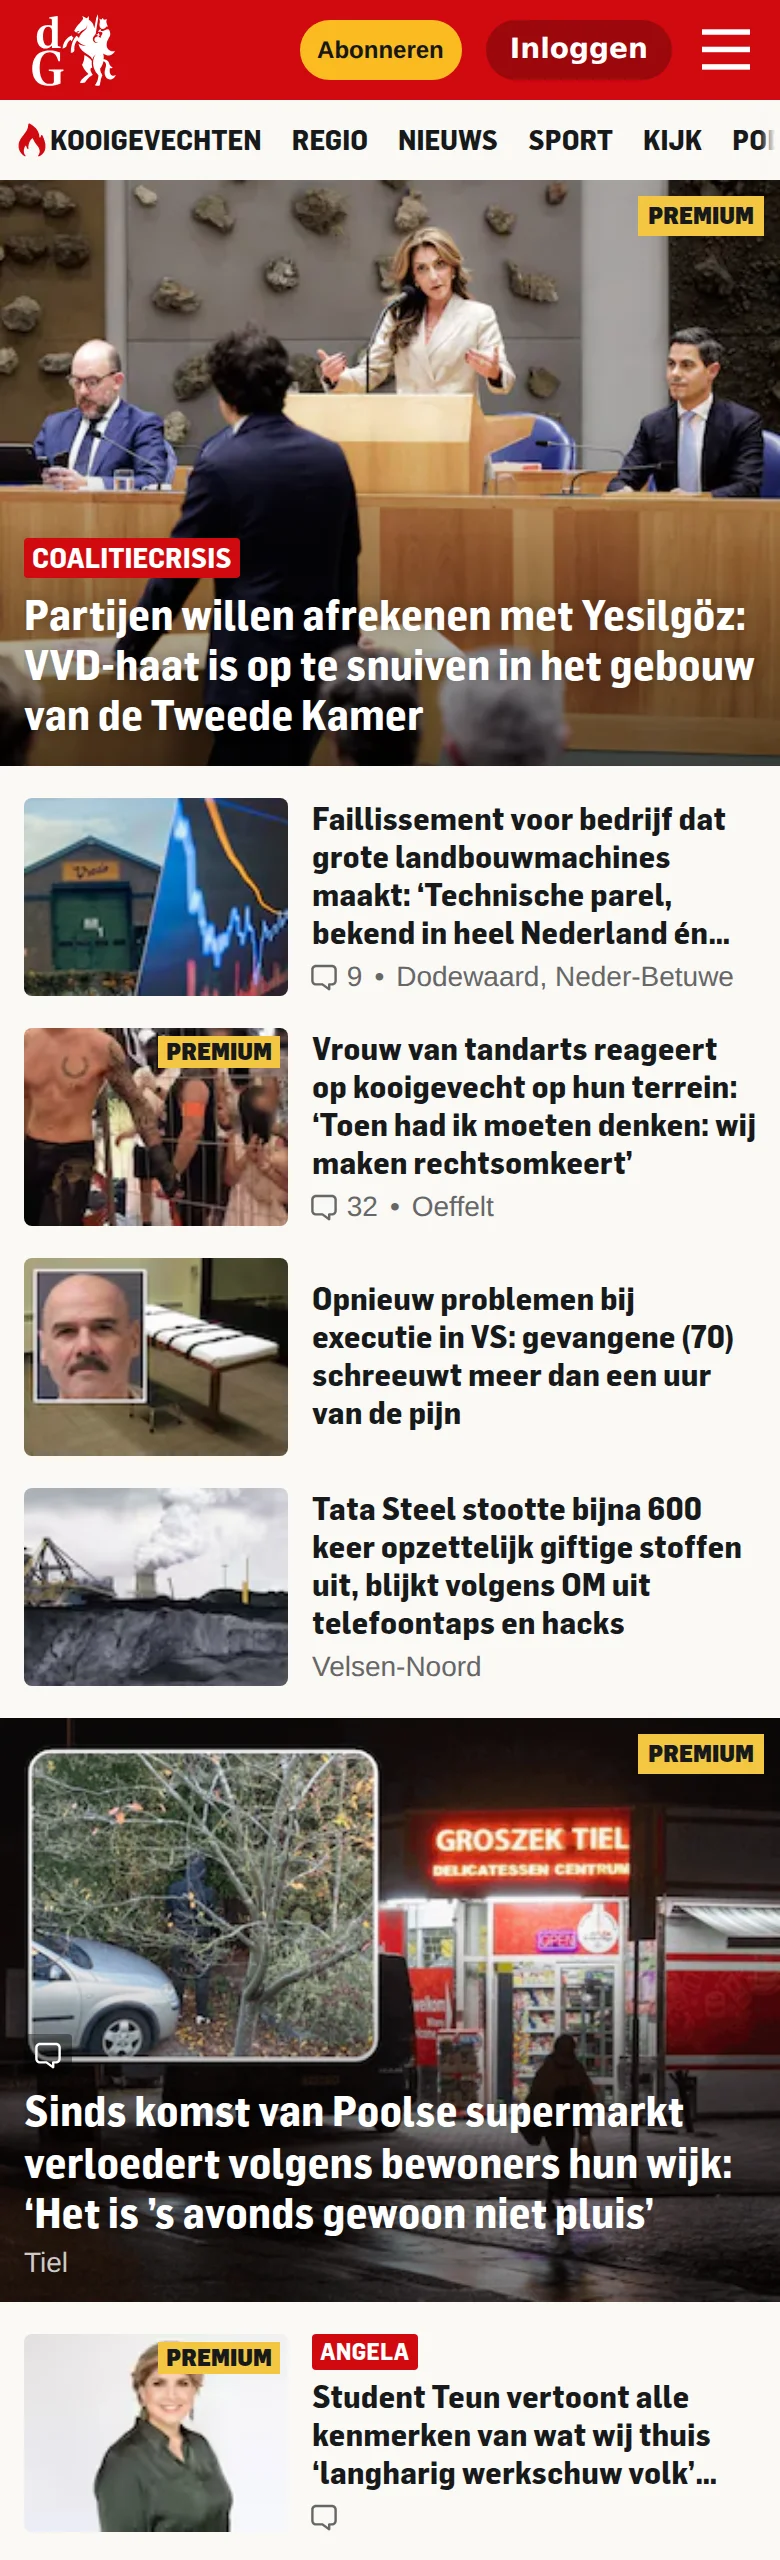 dG
Abonneren
Inloggen
KOOIGEVECHTEN REGIO NIEUWS SPORT KIJK
PREMIUM
COALITIECRISIS
Partijen willen afrekenen met Yesilgöz:
VVD-haat is op te snuiven in het gebouw
van de Tweede Kamer
Faillissement voor bedrijf dat
grote landbouwmachines
maakt: ‘Technische parel,
bekend in heel Nederland én...
9 • Dodewaard, Neder-Betuwe
PREMIUM
Vrouw van tandarts reageert
op kooigevecht op hun terrein:
‘Toen had ik moeten denken: wij
maken rechtsomkeert’
32 • Oeffelt
Opnieuw problemen bij
executie in VS: gevangene (70)
schreeuwt meer dan een uur
van de pijn
Tata Steel stootte bijna 600
keer opzettelijk giftige stoffen
uit, blijkt volgens OM uit
telefoontaps en hacks
Velsen-Noord
PREMIUM
GROSZEK TIEL
DELICATESSEN CENTRUM
OPEN
welkom
Sinds komst van Poolse supermarkt
verloedert volgens bewoners hun wijk:
‘Het is ’s avonds gewoon niet pluis’
Tiel
PREMIUM
ANGELA
Student Teun vertoont alle
kenmerken van wat wij thuis
‘langharig werkschuw volk’...